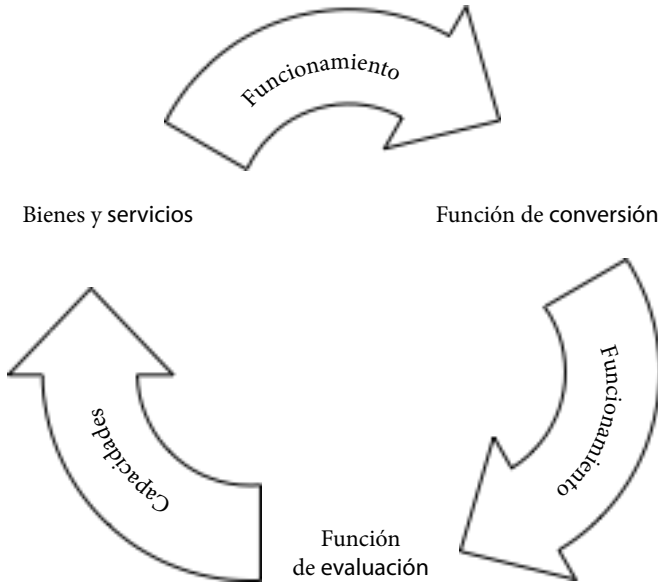 Funcionamiento
Bienes y servicios
Función de conversión
Funcionamiento
Capacidades
Función
de evaluación